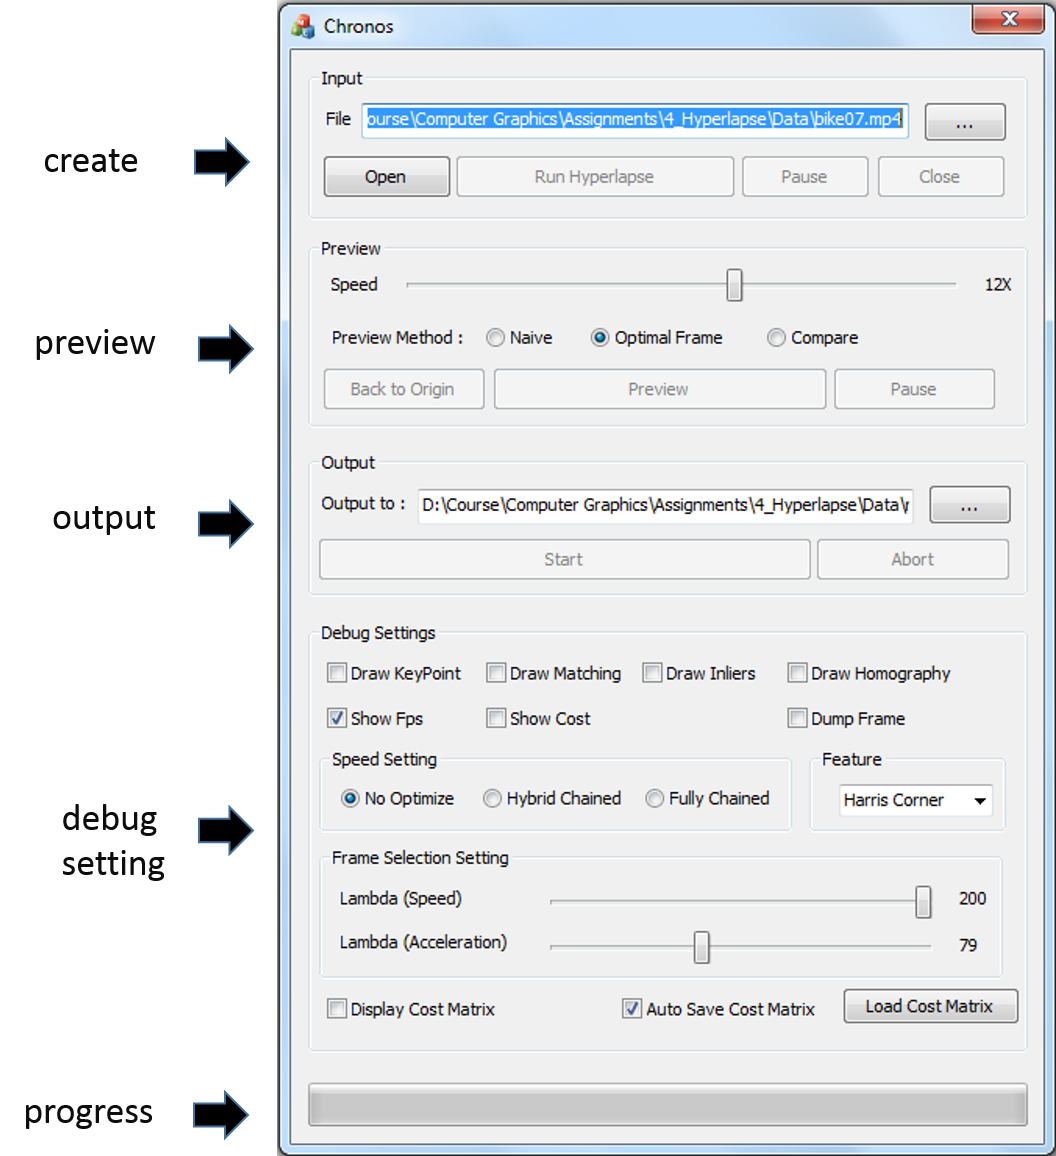 Chronos
Input
File ourse\Computer Graphics\Assignments\4_Hyperlapse\Data\bike07.mp4 ...
create
Open Run Hyperlapse Pause Close
Preview
Speed 12X
preview
Preview Method : Naive Optimal Frame Compare
Back to Origin Preview Pause
Output
Output to : D:\Course\Computer Graphics\Assignments\4_Hyperlapse\Data\ ...
output
Start Abort
Debug Settings
Draw KeyPoint Draw Matching Draw Inliers Draw Homography
Show Fps Show Cost Dump Frame
Speed Setting Feature
No Optimize Hybrid Chained Fully Chained Harris Corner
debug
setting
Frame Selection Setting
Lambda (Speed) 200
Lambda (Acceleration) 79
Display Cost Matrix Auto Save Cost Matrix Load Cost Matrix
progress